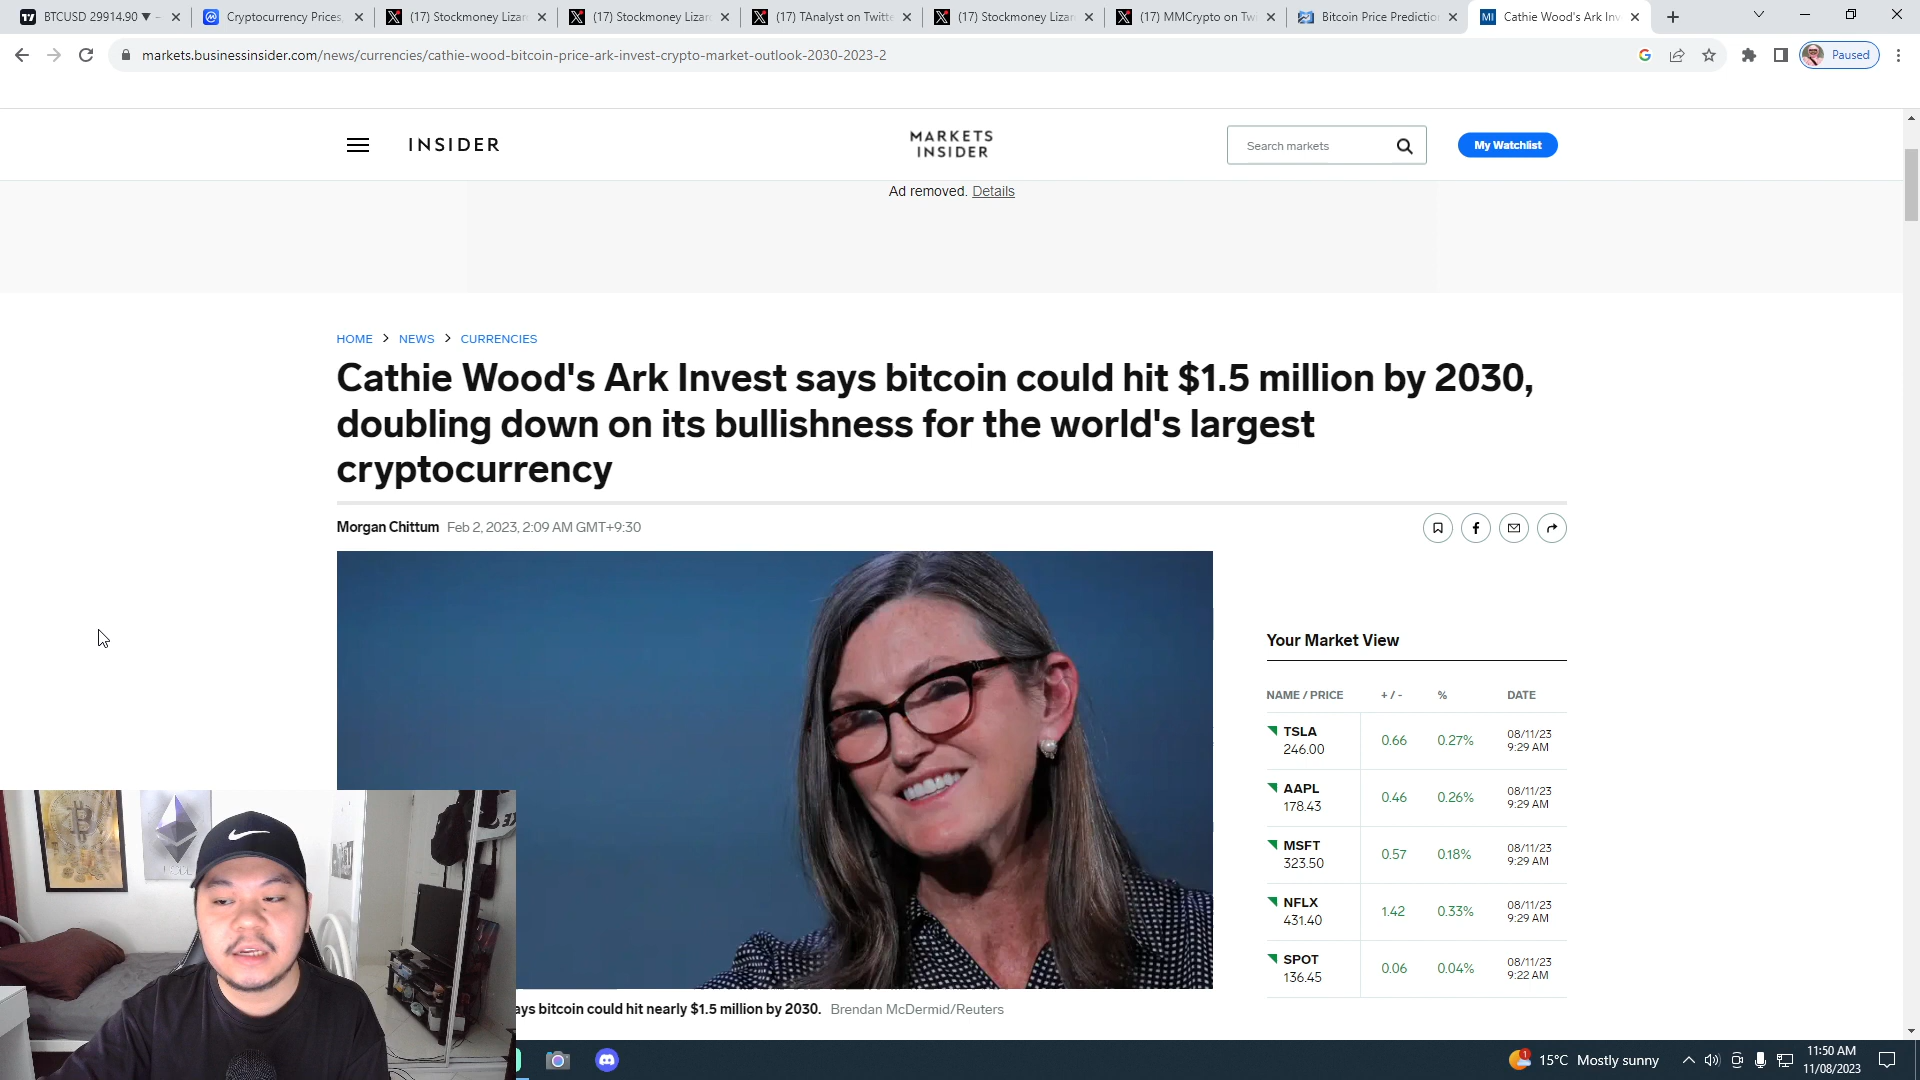 BTCUSD 29914.90 ▼
Cryptocurrency Prices,
(17) Stockmoney Lizar
(17) Stockmoney Lizar
(17) TAnalyst on Twitte
(17) Stockmoney Lizar
(17) MMCrypto on Twi
Bitcoin Price Predictio
MI Cathie Wood's Ark Inv
markets.businessinsider.com/news/currencies/cathie-wood-bitcoin-price-ark-invest-crypto-market-outlook-2030-2023-2
Paused
INSIDER
MARKETS
INSIDER
Search markets
My Watchlist
Ad removed. Details
HOME > NEWS > CURRENCIES
Cathie Wood's Ark Invest says bitcoin could hit $1.5 million by 2030,
doubling down on its bullishness for the world's largest
cryptocurrency
Morgan Chittum Feb 2, 2023, 2:09 AM GMT+9:30
Your Market View
NAME / PRICE + / - % DATE
TSLA
246.00 0.66 0.27% 08/11/23
9:29 AM
AAPL
178.43 0.46 0.26% 08/11/23
9:29 AM
MSFT
323.50 0.57 0.18% 08/11/23
9:29 AM
NFLX
431.40 1.42 0.33% 08/11/23
9:29 AM
SPOT
136.45 0.06 0.04% 08/11/23
9:22 AM
ays bitcoin could hit nearly $1.5 million by 2030. Brendan McDermid/Reuters
1
15°C Mostly sunny
11:50 AM
11/08/2023